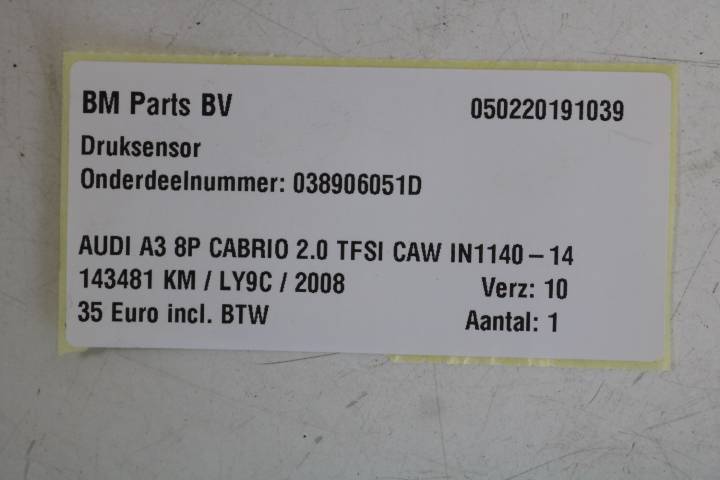 BM Parts BV 050220191039
Druksensor
Onderdeelnummer: 038906051D
AUDI A3 8P CABRIO 2.0 TFSI CAW IN1140-14
143481 KM / LY9C / 2008 Verz: 10
35 Euro incl. BTW Aantal: 1